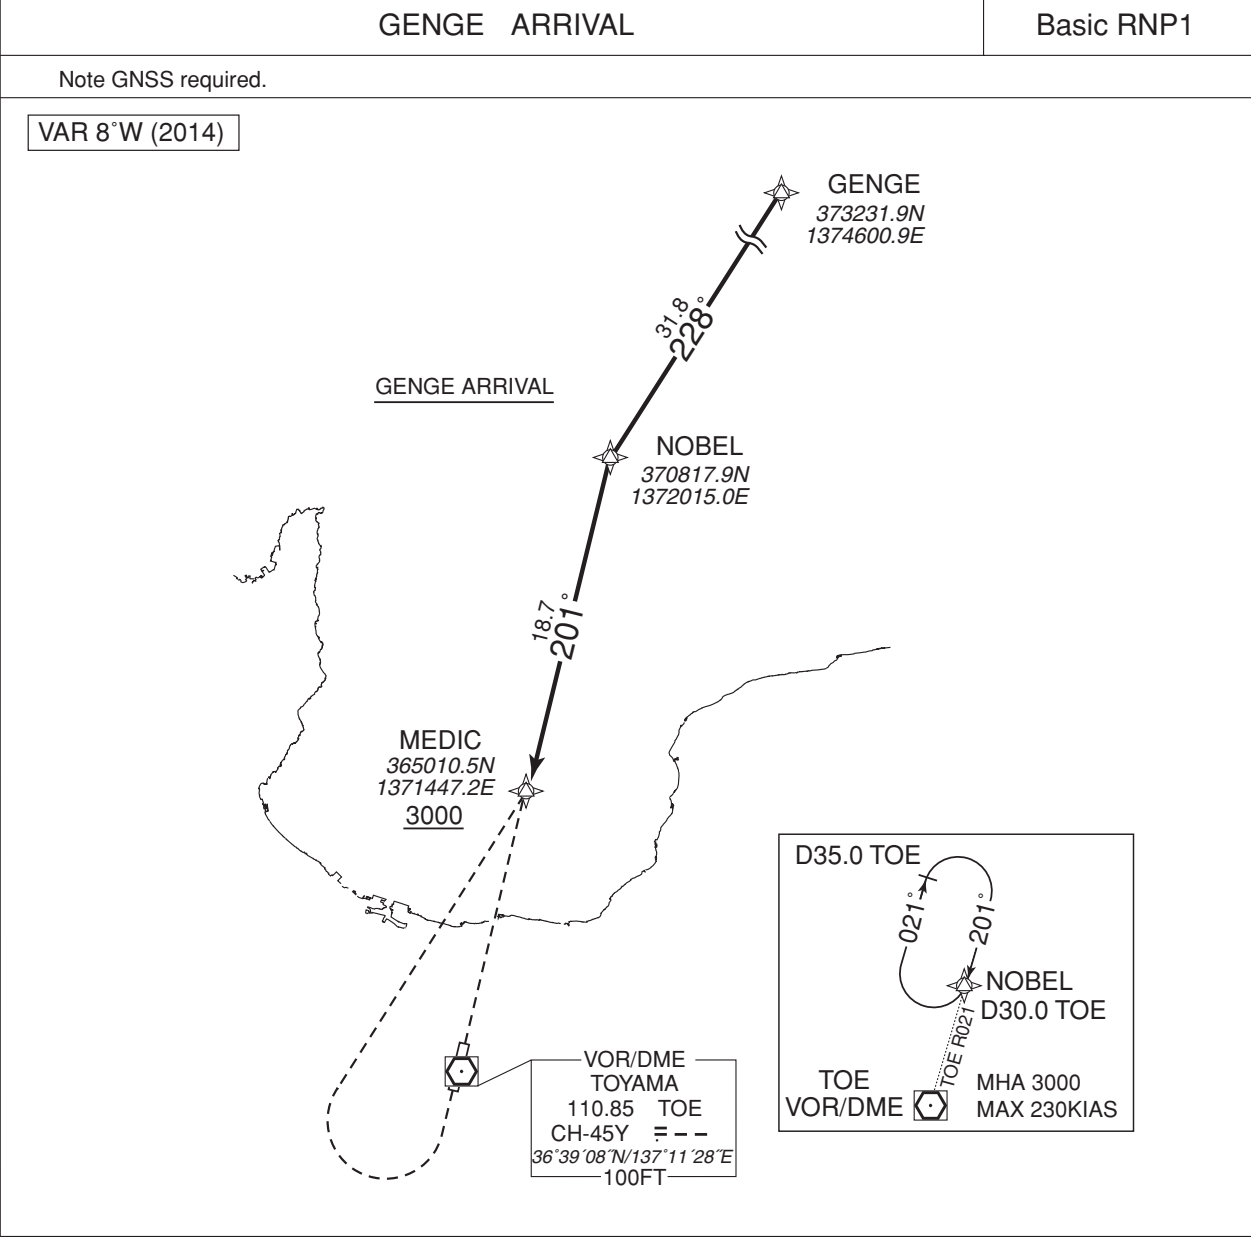 GENGE ARRIVAL
Basic RNP1
Note GNSS required.
VAR 8°W (2014)
GENGE
373231.9N
1374600.9E
31.8
228°
GENGE ARRIVAL
NOBEL
370817.9N
1372015.0E
18.7
201°
MEDIC
365010.5N
1371447.2E
3000
VOR/DME
TOYAMA
110.85 TOE
CH-45Y
36°39´08˝N/137°11´28˝E
100FT
D35.0 TOE
021°
201°
NOBEL
D30.0 TOE
TOE R021
TOE
VOR/DME
MHA 3000
MAX 230KIAS